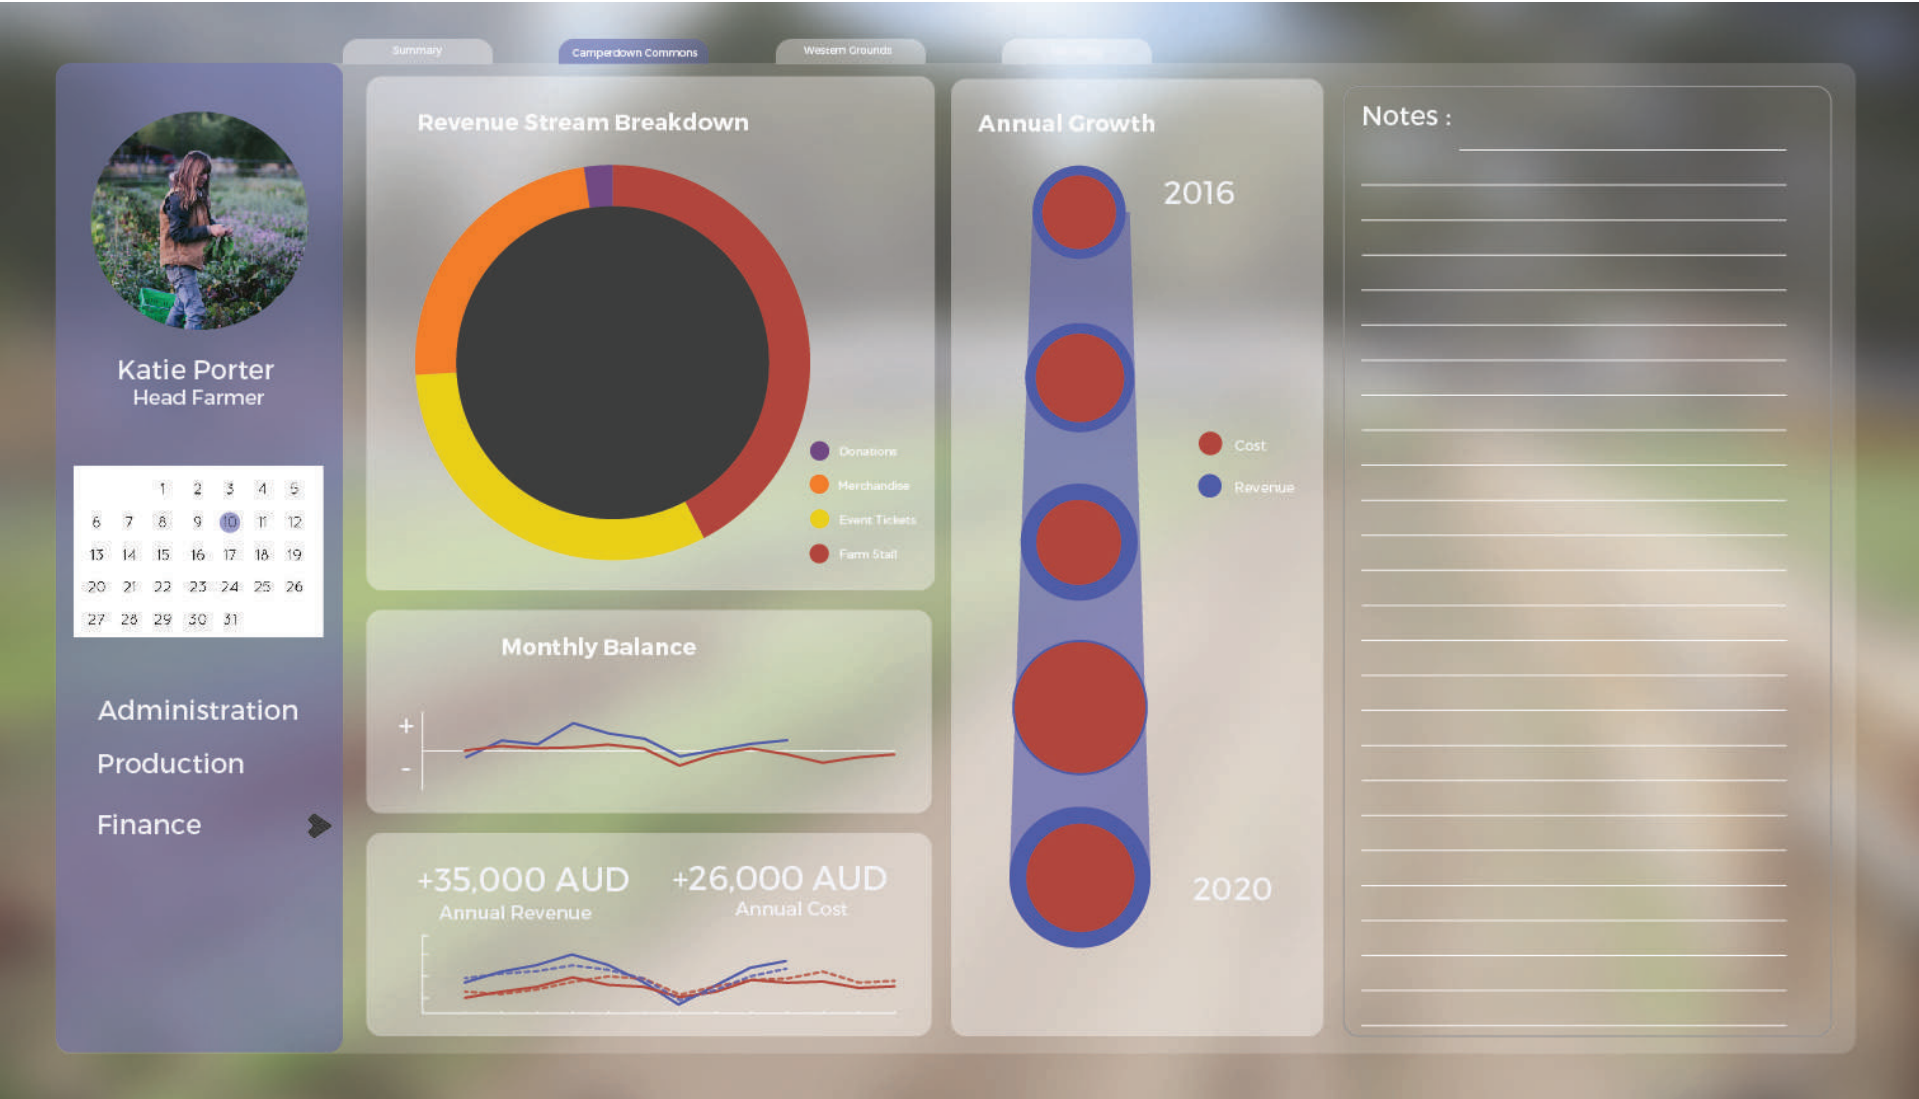 Summary
Camperdown Commons
Western Grounds
Katie Porter
Head Farmer
1 2 3 4 5
6 7 8 9 10 11 12
13 14 15 16 17 18 19
20 21 22 23 24 25 26
27 28 29 30 31
Administration
Production
Finance
Revenue Stream Breakdown
Donations
Merchandise
Event Tickets
Farm Stall
Monthly Balance
+
-
+35,000 AUD
Annual Revenue
+26,000 AUD
Annual Cost
Annual Growth
2016
Cost
Revenue
2020
Notes :